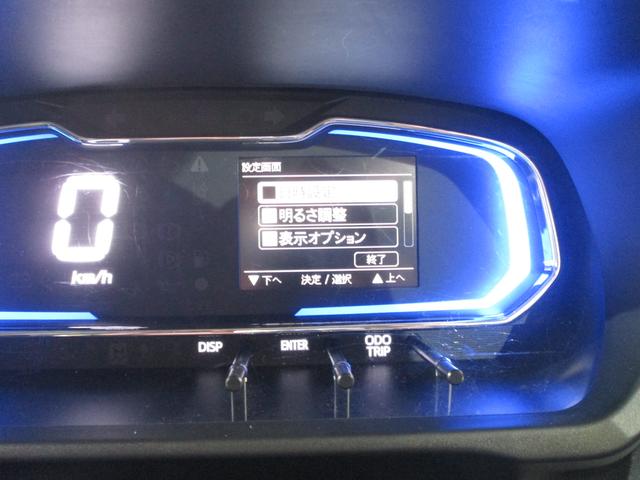 0
km/h
設定画面
明るさ調整
表示オプション
終了
▼下へ 決定/選択 ▲上へ
DISP ENTER ODO TRIP